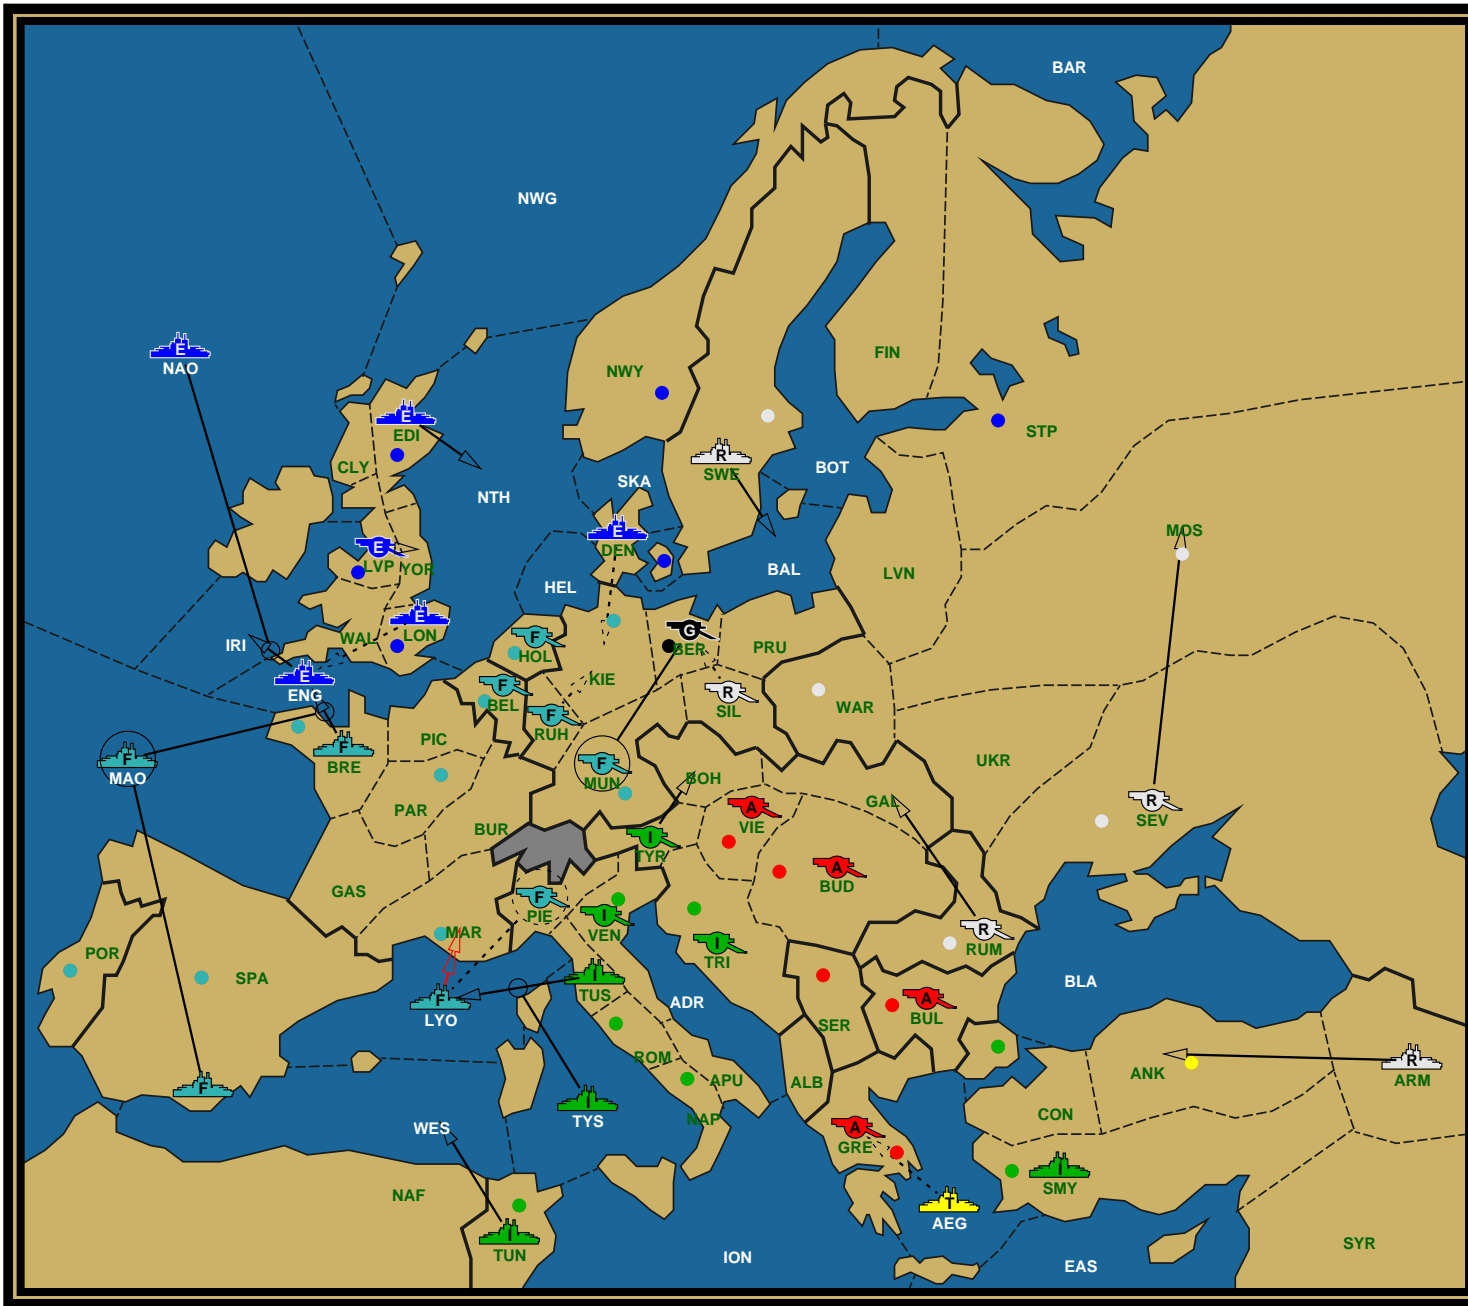 BAR
NWG
E
NAO
FIN
NWY
E
EDI
R
SWE
STP
CLY
BOT
SKA
NTH
E
DEN
MOS
E
LVP
YOR
HEL
BAL
LVN
E
LON
WAL
IRI
F
HOL
G
BER
PRU
E
ENG
F
BEL
KIE
R
SIL
WAR
F
RUH
PIC
F
BRE
F
MAO
F
MUN
BOH
UKR
PAR
A
VIE
GAL
R
SEV
BUR
I
TYR
A
BUD
GAS
F
PIE
I
VEN
MAR
I
TRI
R
RUM
POR
SPA
I
TUS
F
LYO
ADR
A
BUL
BLA
SER
ROM
APU
ALB
ANK
R
ARM
F
I
TYS
NAP
CON
WES
A
GRE
I
SMY
NAF
T
AEG
I
TUN
ION
EAS
SYR